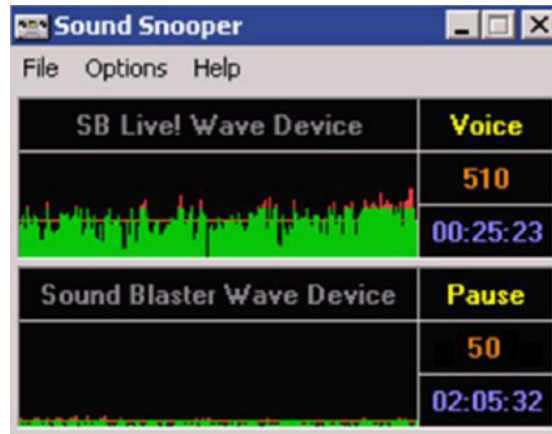 Sound Snooper
File Options Help
SB Live! Wave Device Voice
510
00:25:23
Sound Blaster Wave Device Pause
50
02:05:32